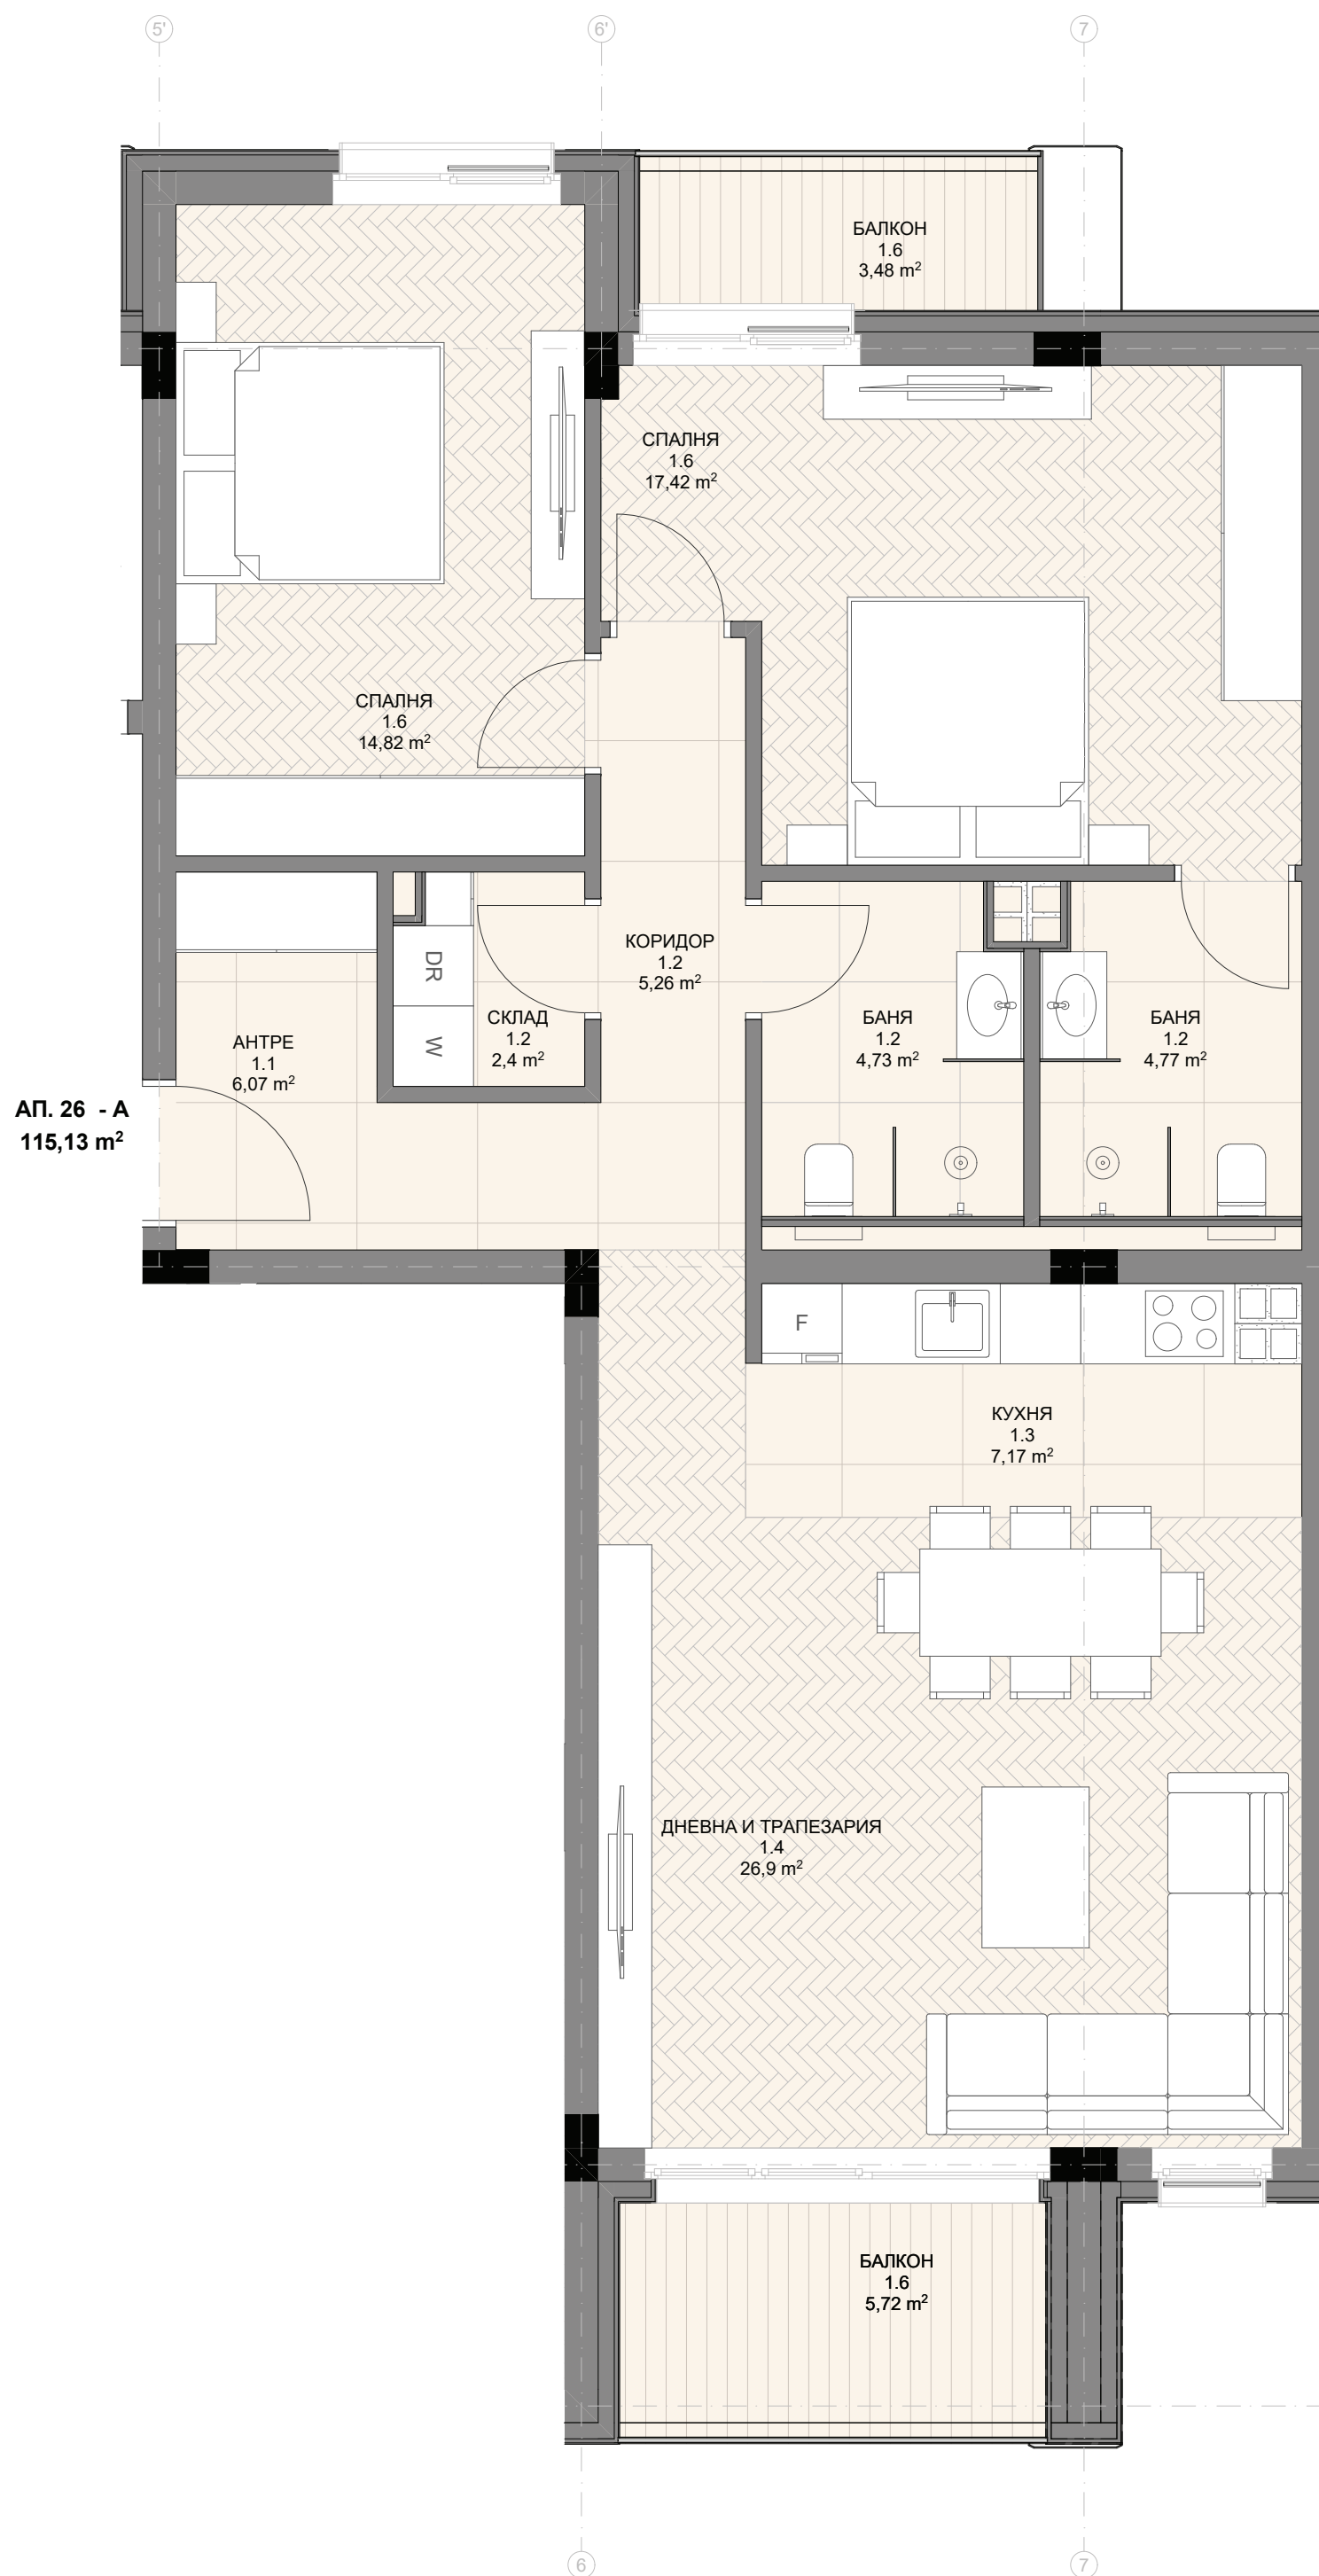 5'
6'
7
БАЛКОН
1.6
3,48 m²
СПАЛНЯ
1.6
17,42 m²
СПАЛНЯ
1.6
14,82 m²
КОРИДОР
1.2
5,26 m²
DR
W
СКЛАД
1.2
2,4 m²
БАНЯ
1.2
4,73 m²
БАНЯ
1.2
4,77 m²
АНТРЕ
1.1
6,07 m²
АП. 26 - А
115,13 m²
F
КУХНЯ
1.3
7,17 m²
ДНЕВНА И ТРАПЕЗАРИЯ
1.4
26,9 m²
БАЛКОН
1.6
5,72 m²
6
7